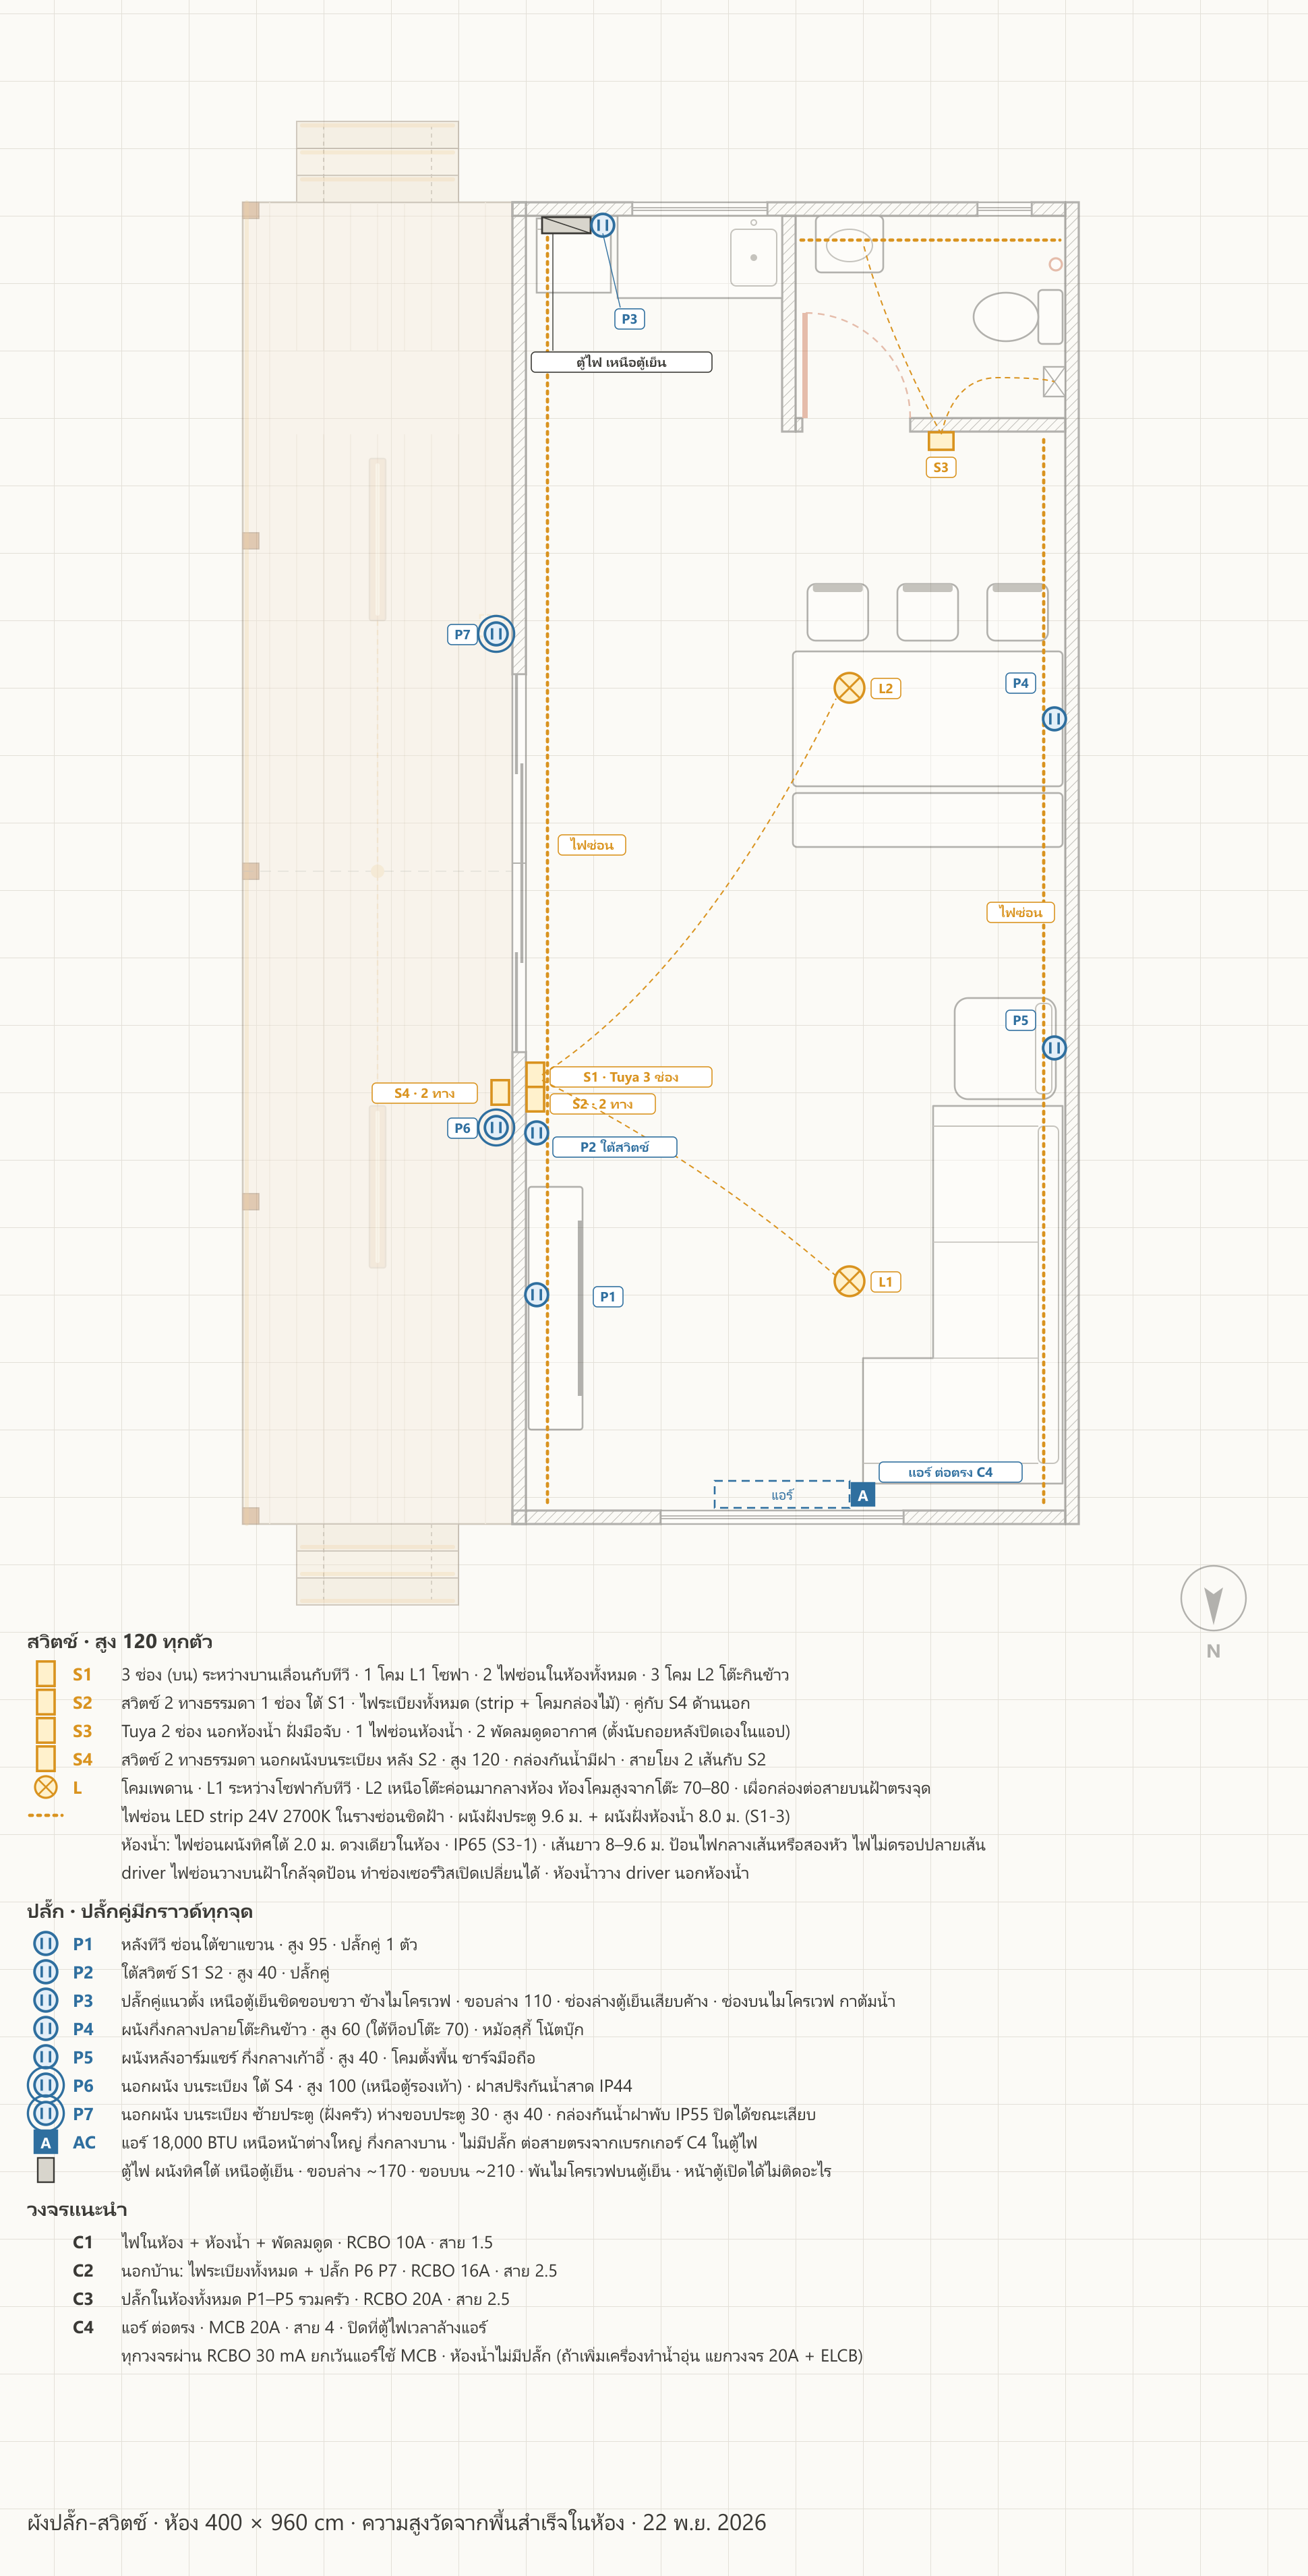 P3
ตู้ไฟ เหนือตู้เย็น
S3
P7
L2
P4
ไฟซ่อน
ไฟซ่อน
P5
S1 · Tuya 3 ช่อง
S4 · 2 ทาง
S2 · 2 ทาง
P6
P2 ใต้สวิตช์
L1
P1
แอร์ ต่อตรง C4
แอร์
A
N
สวิตช์ · สูง 120 ทุกตัว
S1 3 ช่อง (บน) ระหว่างบานเลื่อนกับทีวี · 1 โคม L1 โซฟา · 2 ไฟซ่อนในห้องทั้งหมด · 3 โคม L2 โต๊ะกินข้าว
S2 สวิตช์ 2 ทางธรรมดา 1 ช่อง ใต้ S1 · ไฟระเบียงทั้งหมด (strip + โคมกล่องไม้) · คู่กับ S4 ด้านนอก
S3 Tuya 2 ช่อง นอกห้องน้ำ ฝั่งมือจับ · 1 ไฟซ่อนห้องน้ำ · 2 พัดลมดูดอากาศ (ตั้งนับถอยหลังปิดเองในแอป)
S4 สวิตช์ 2 ทางธรรมดา นอกผนังบนระเบียง หลัง S2 · สูง 120 · กล่องกันน้ำมีฝา · สายโยง 2 เส้นกับ S2
L โคมเพดาน · L1 ระหว่างโซฟากับทีวี · L2 เหนือโต๊ะค่อนมากลางห้อง ท้องโคมสูงจากโต๊ะ 70–80 · เผื่อกล่องต่อสายบนฝ้าตรงจุด
ไฟซ่อน LED strip 24V 2700K ในรางซ่อนชิดฝ้า · ผนังฝั่งประตู 9.6 ม. + ผนังฝั่งห้องน้ำ 8.0 ม. (S1-3)
ห้องน้ำ: ไฟซ่อนผนังทิศใต้ 2.0 ม. ดวงเดียวในห้อง · IP65 (S3-1) · เส้นยาว 8–9.6 ม. ป้อนไฟกลางเส้นหรือสองหัว ไฟไม่ดรอปปลายเส้น
driver ไฟซ่อนวางบนฝ้าใกล้จุดป้อน ทำช่องเซอร์วิสเปิดเปลี่ยนได้ · ห้องน้ำวาง driver นอกห้องน้ำ
ปลั๊ก · ปลั๊กคู่มีกราวด์ทุกจุด
P1 หลังทีวี ซ่อนใต้ขาแขวน · สูง 95 · ปลั๊กคู่ 1 ตัว
P2 ใต้สวิตช์ S1 S2 · สูง 40 · ปลั๊กคู่
P3 ปลั๊กคู่แนวตั้ง เหนือตู้เย็นชิดขอบขวา ข้างไมโครเวฟ · ขอบล่าง 110 · ช่องล่างตู้เย็นเสียบค้าง · ช่องบนไมโครเวฟ กาต้มน้ำ
P4 ผนังกึ่งกลางปลายโต๊ะกินข้าว · สูง 60 (ใต้ท็อปโต๊ะ 70) · หม้อสุกี้ โน้ตบุ๊ก
P5 ผนังหลังอาร์มแชร์ กึ่งกลางเก้าอี้ · สูง 40 · โคมตั้งพื้น ชาร์จมือถือ
P6 นอกผนัง บนระเบียง ใต้ S4 · สูง 100 (เหนือตู้รองเท้า) · ฝาสปริงกันน้ำสาด IP44
P7 นอกผนัง บนระเบียง ซ้ายประตู (ฝั่งครัว) ห่างขอบประตู 30 · สูง 40 · กล่องกันน้ำฝาพับ IP55 ปิดได้ขณะเสียบ
A AC แอร์ 18,000 BTU เหนือหน้าต่างใหญ่ กึ่งกลางบาน · ไม่มีปลั๊ก ต่อสายตรงจากเบรกเกอร์ C4 ในตู้ไฟ
ตู้ไฟ ผนังทิศใต้ เหนือตู้เย็น · ขอบล่าง ~170 · ขอบบน ~210 · พ้นไมโครเวฟบนตู้เย็น · หน้าตู้เปิดได้ไม่ติดอะไร
วงจรแนะนำ
C1 ไฟในห้อง + ห้องน้ำ + พัดลมดูด · RCBO 10A · สาย 1.5
C2 นอกบ้าน: ไฟระเบียงทั้งหมด + ปลั๊ก P6 P7 · RCBO 16A · สาย 2.5
C3 ปลั๊กในห้องทั้งหมด P1–P5 รวมครัว · RCBO 20A · สาย 2.5
C4 แอร์ ต่อตรง · MCB 20A · สาย 4 · ปิดที่ตู้ไฟเวลาล้างแอร์
ทุกวงจรผ่าน RCBO 30 mA ยกเว้นแอร์ใช้ MCB · ห้องน้ำไม่มีปลั๊ก (ถ้าเพิ่มเครื่องทำน้ำอุ่น แยกวงจร 20A + ELCB)
ผังปลั๊ก-สวิตช์ · ห้อง 400 × 960 cm · ความสูงวัดจากพื้นสำเร็จในห้อง · 22 พ.ย. 2026